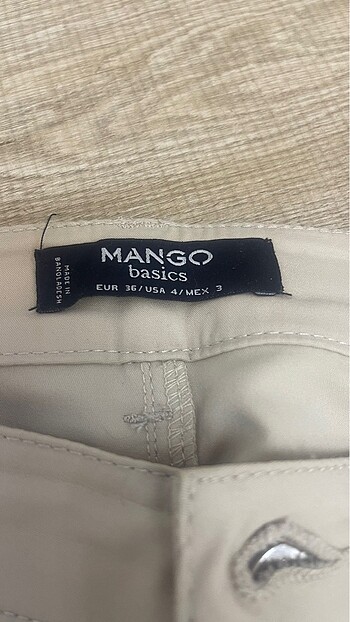 MANGO
basics
EUR 36/USA 4/MEX 3
MADE IN
BANGLADESH